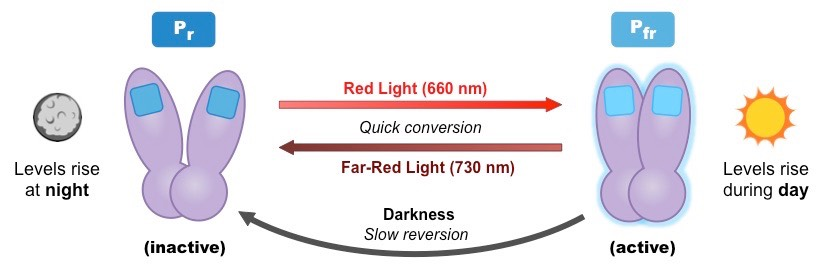 Pr
Pfr
Red Light (660 nm)
Quick conversion
Far-Red Light (730 nm)
Levels rise
at night
Levels rise
during day
Darkness
Slow reversion
(inactive)
(active)